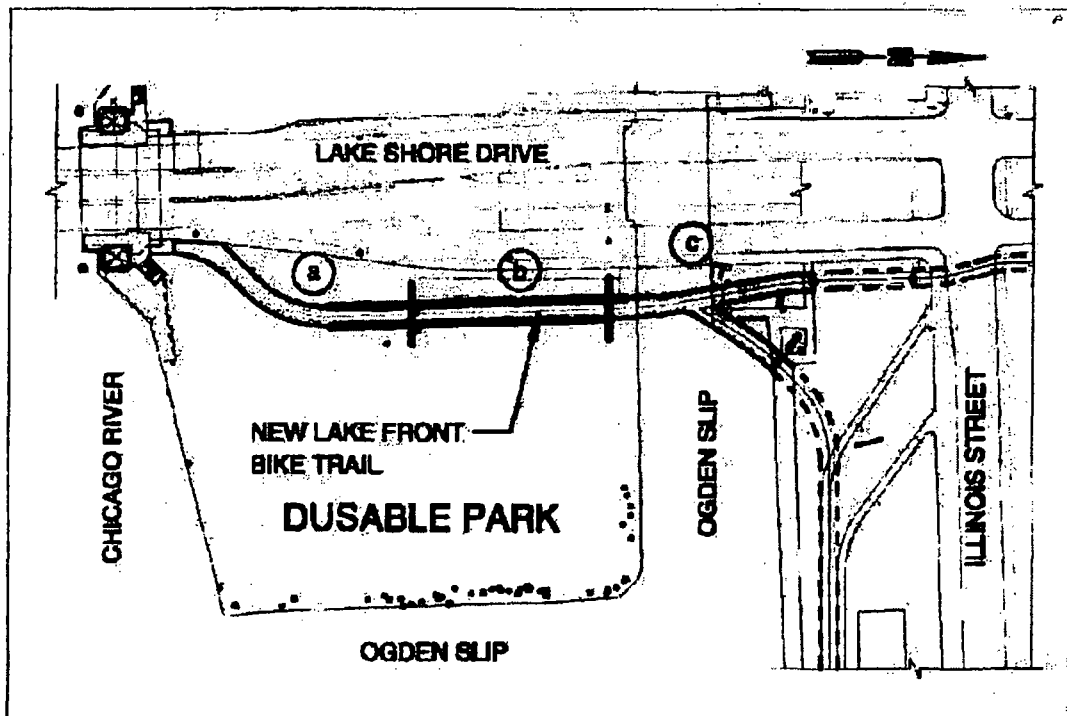 LAKE SHORE DRIVE
a
b
c
NEW LAKE FRONT
BIKE TRAIL
DUSABLE PARK
CHICAGO RIVER
OGDEN SLIP
ILLINOIS STREET
OGDEN SLIP